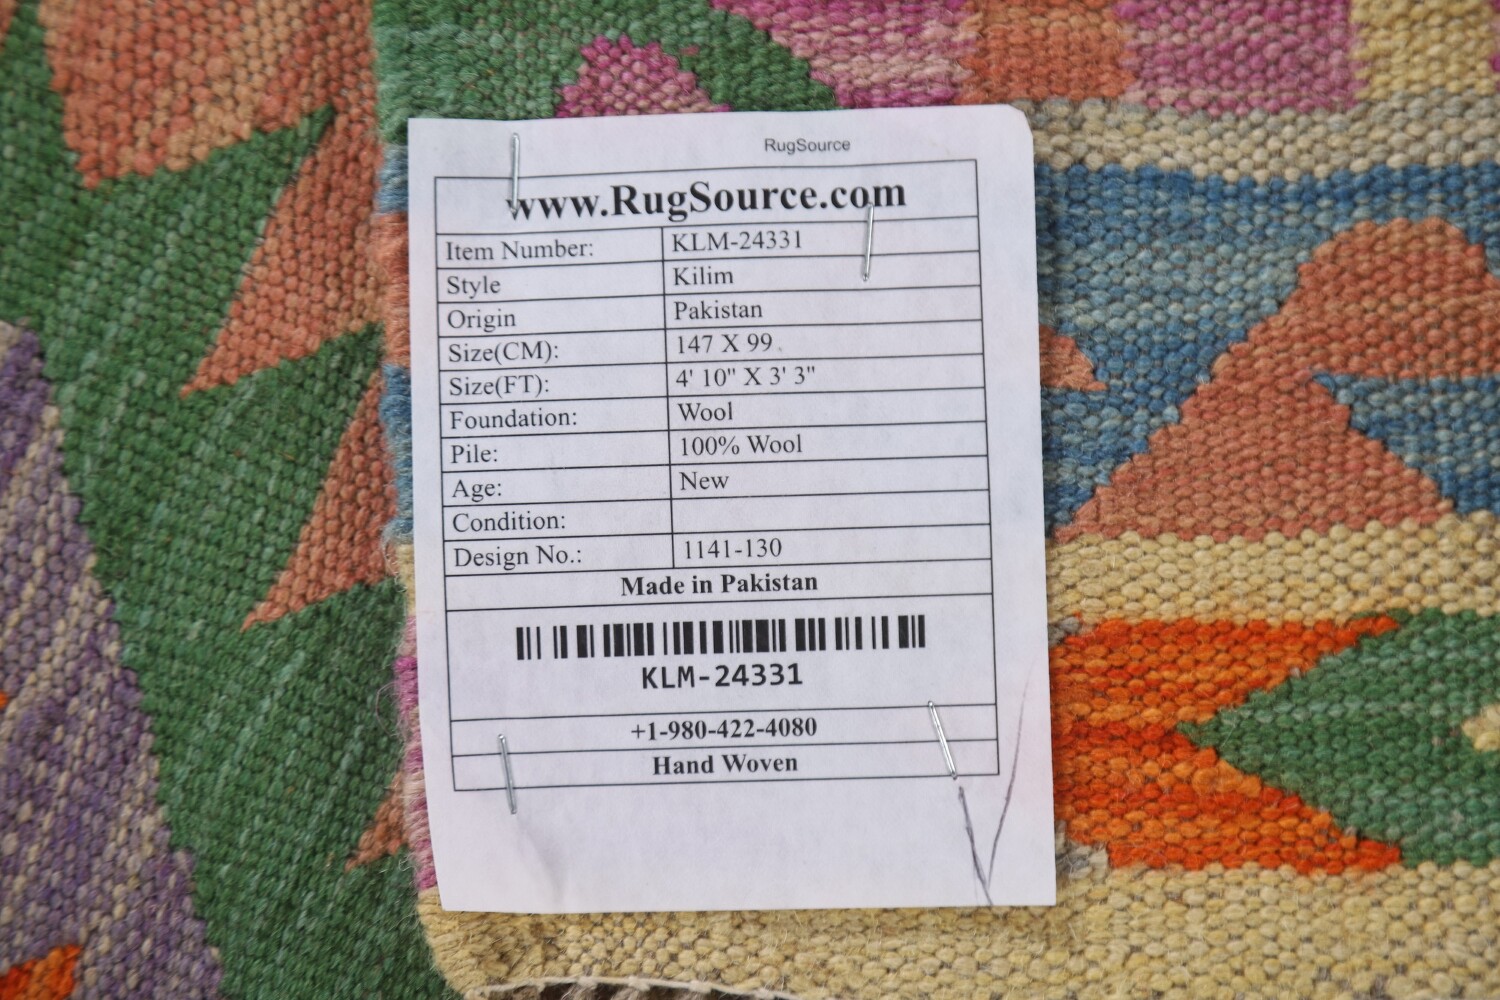 RugSource
www.RugSource.com
Item Number: KLM-24331
Style Kilim
Origin Pakistan
Size(CM): 147 X 99
Size(FT): 4' 10" X 3' 3"
Foundation: Wool
Pile: 100% Wool
Age: New
Condition:
Design No.: 1141-130
Made in Pakistan
KLM-24331
+1-980-422-4080
Hand Woven